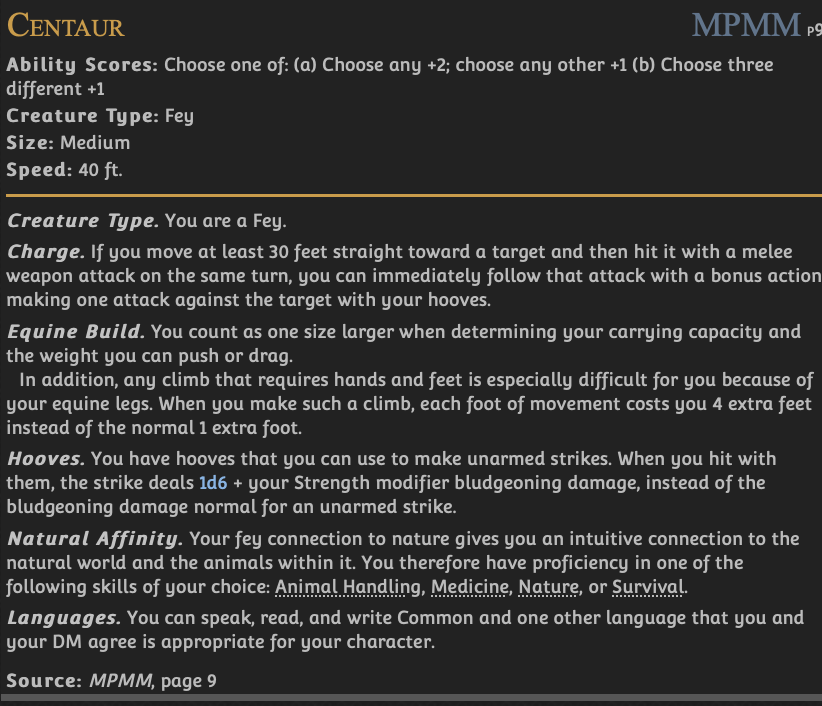 Centaur MPMM p9
Ability Scores: Choose one of: (a) Choose any +2; choose any other +1 (b) Choose three
different +1
Creature Type: Fey
Size: Medium
Speed: 40 ft.
Creature Type. You are a Fey.
Charge. If you move at least 30 feet straight toward a target and then hit it with a melee
weapon attack on the same turn, you can immediately follow that attack with a bonus action
making one attack against the target with your hooves.
Equine Build. You count as one size larger when determining your carrying capacity and
the weight you can push or drag.
In addition, any climb that requires hands and feet is especially difficult for you because of
your equine legs. When you make such a climb, each foot of movement costs you 4 extra feet
instead of the normal 1 extra foot.
Hooves. You have hooves that you can use to make unarmed strikes. When you hit with
them, the strike deals 1d6 + your Strength modifier bludgeoning damage, instead of the
bludgeoning damage normal for an unarmed strike.
Natural Affinity. Your fey connection to nature gives you an intuitive connection to the
natural world and the animals within it. You therefore have proficiency in one of the
following skills of your choice: Animal Handling, Medicine, Nature, or Survival.
Languages. You can speak, read, and write Common and one other language that you and
your DM agree is appropriate for your character.
Source: MPMM, page 9